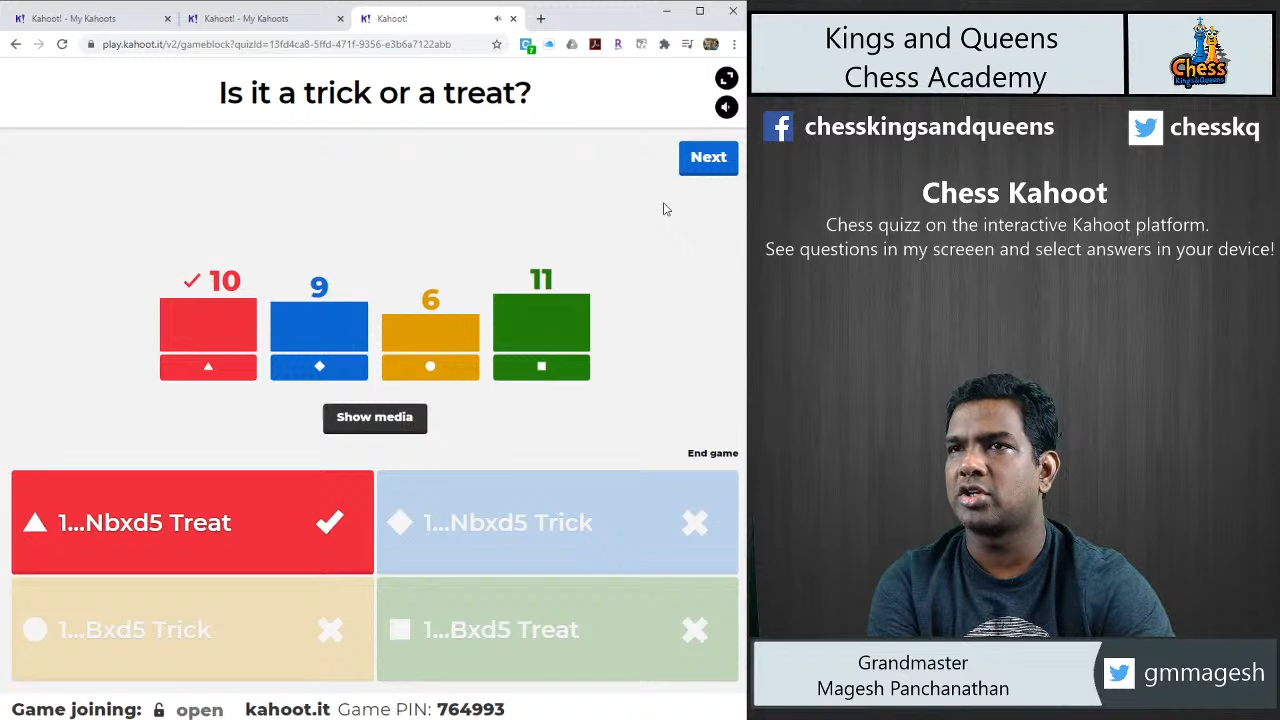 Kahoot! - My Kahoots
Kahoot! - My Kahoots
Kahoot!
play.kahoot.it/v2/gameblock?quizId=13fd4ca8-5ffd-471f-9356-e3b6a7122abb
Is it a trick or a treat?
Next
10
9
6
11
Show media
End game
1...Nbxd5 Treat
1...Nbxd5 Trick
1...Bxd5 Trick
1...Bxd5 Treat
Game joining: open kahoot.it Game PIN: 764993
Kings and Queens
Chess Academy
Chess
Kings & Queens
chesskingsandqueens
chesskq
Chess Kahoot
Chess quizz on the interactive Kahoot platform.
See questions in my screeen and select answers in your device!
Grandmaster
Magesh Panchanathan
gmmagesh